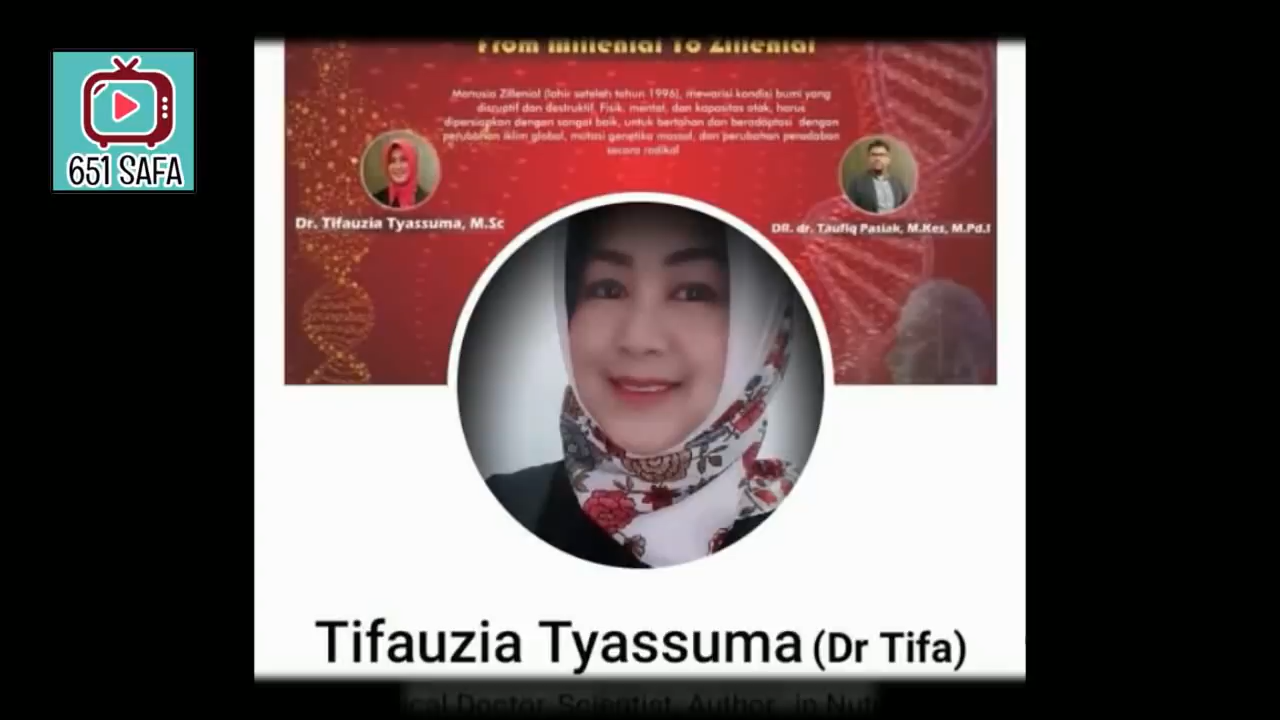 651 SAFA
From Millenial To Zillenial
Manusia Zillenial (lahir setelah tahun 1996), mewarisi kondisi bumi yang
disruptif dan destruktif. Fisik, mental, dan kapasitas otak, harus
dipersiapkan dengan sangat baik, untuk bertahan dan beradaptasi dengan
perubahan iklim global, mutasi genetika massal, dan perubahan peradaban
secara radikal
Dr. Tifauzia Tyassuma, M.Sc
DR. dr. Taufiq Pasiak, M.Kes, M.Pd.I
Tifauzia Tyassuma (Dr Tifa)
Doctor, Scientist, Author, in